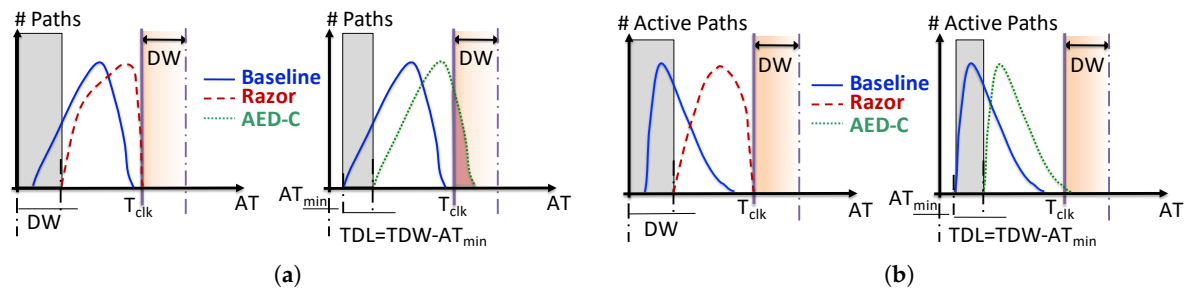 # Paths
DW
Baseline
Razor
AED-C
T_clk
AT
DW
# Paths
DW
AT_min
T_clk
AT
TDL=TDW-AT_min
(a)
# Active Paths
DW
Baseline
Razor
AED-C
T_clk
AT
DW
# Active Paths
DW
AT_min
T_clk
AT
TDL=TDW-AT_min
(b)